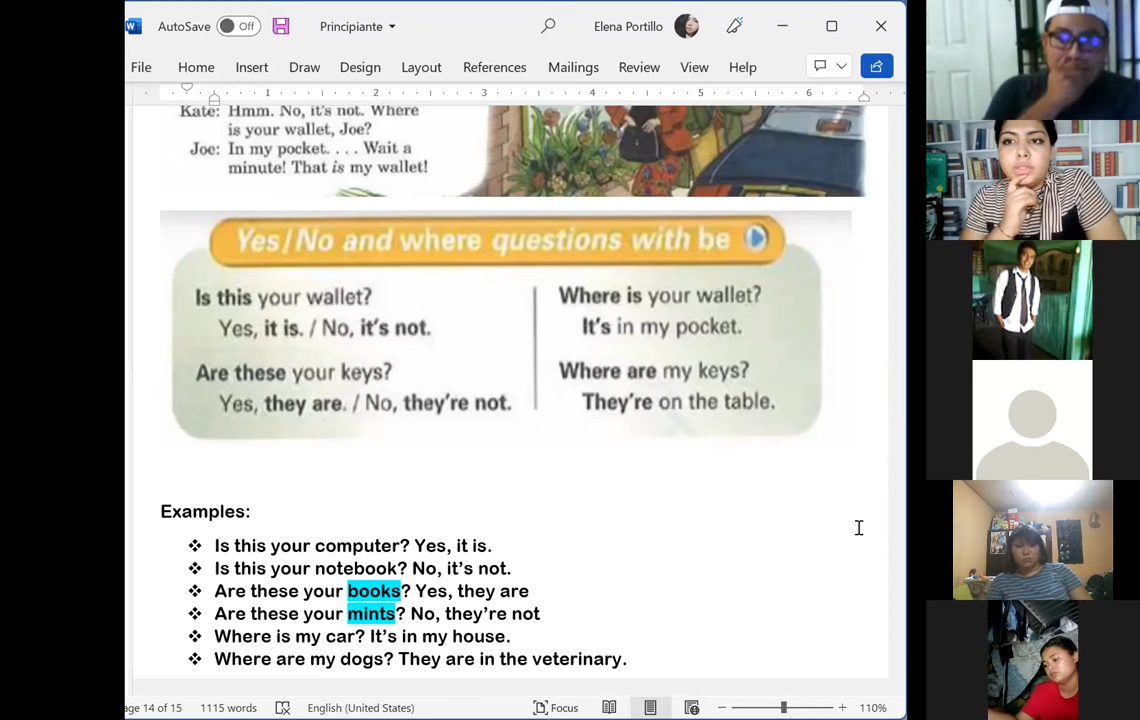 AutoSave Off Principiante Elena Portillo
File Home Insert Draw Design Layout References Mailings Review View Help
1 2 3 4 5 6
Kate: Hmm. No, it's not. Where
is your wallet, Joe?
Joe: In my pocket. . . . Wait a
minute! That is my wallet!
Yes/No and where questions with be
Is this your wallet?
Yes, it is. / No, it's not.
Are these your keys?
Yes, they are. / No, they're not.
Where is your wallet?
It's in my pocket.
Where are my keys?
They're on the table.
Examples:
❖ Is this your computer? Yes, it is.
❖ Is this your notebook? No, it's not.
❖ Are these your books? Yes, they are
❖ Are these your mints? No, they're not
❖ Where is my car? It's in my house.
❖ Where are my dogs? They are in the veterinary.
age 14 of 15 1115 words English (United States) Focus 110%